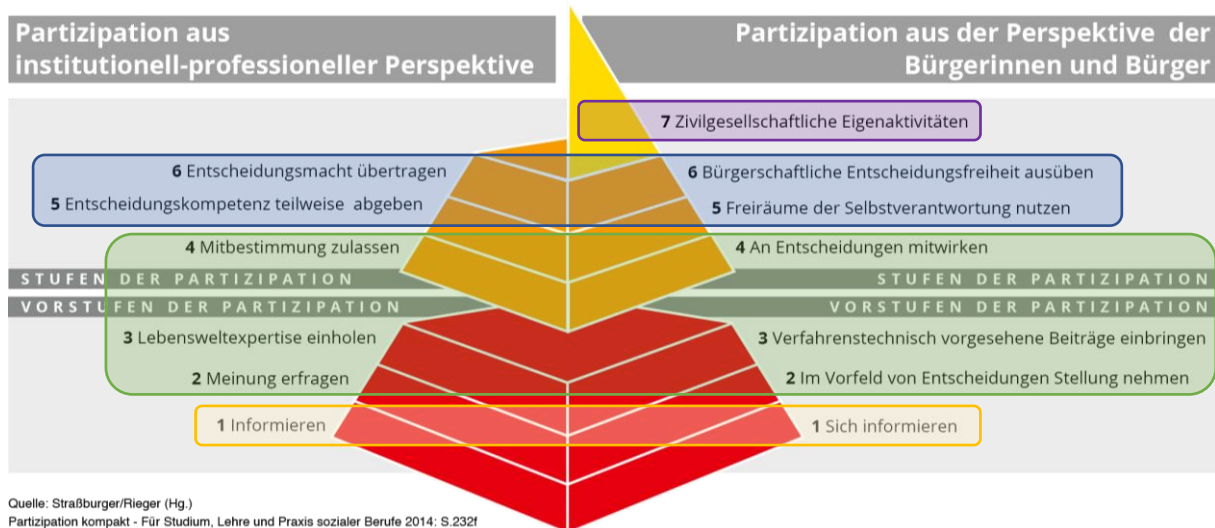 Partizipation aus
institutionell-professioneller Perspektive
Partizipation aus der Perspektive der
Bürgerinnen und Bürger
7 Zivilgesellschaftliche Eigenaktivitäten
6 Entscheidungsmacht übertragen
6 Bürgerschaftliche Entscheidungsfreiheit ausüben
5 Entscheidungskompetenz teilweise abgeben
5 Freiräume der Selbstverantwortung nutzen
4 Mitbestimmung zulassen
4 An Entscheidungen mitwirken
STUFEN DER PARTIZIPATION
STUFEN DER PARTIZIPATION
VORSTUFEN DER PARTIZIPATION
VORSTUFEN DER PARTIZIPATION
3 Lebensweltexpertise einholen
3 Verfahrenstechnisch vorgesehene Beiträge einbringen
2 Meinung erfragen
2 Im Vorfeld von Entscheidungen Stellung nehmen
1 Informieren
1 Sich informieren
Quelle: Straßburger/Rieger (Hg.)
Partizipation kompakt - Für Studium, Lehre und Praxis sozialer Berufe 2014: S.232f